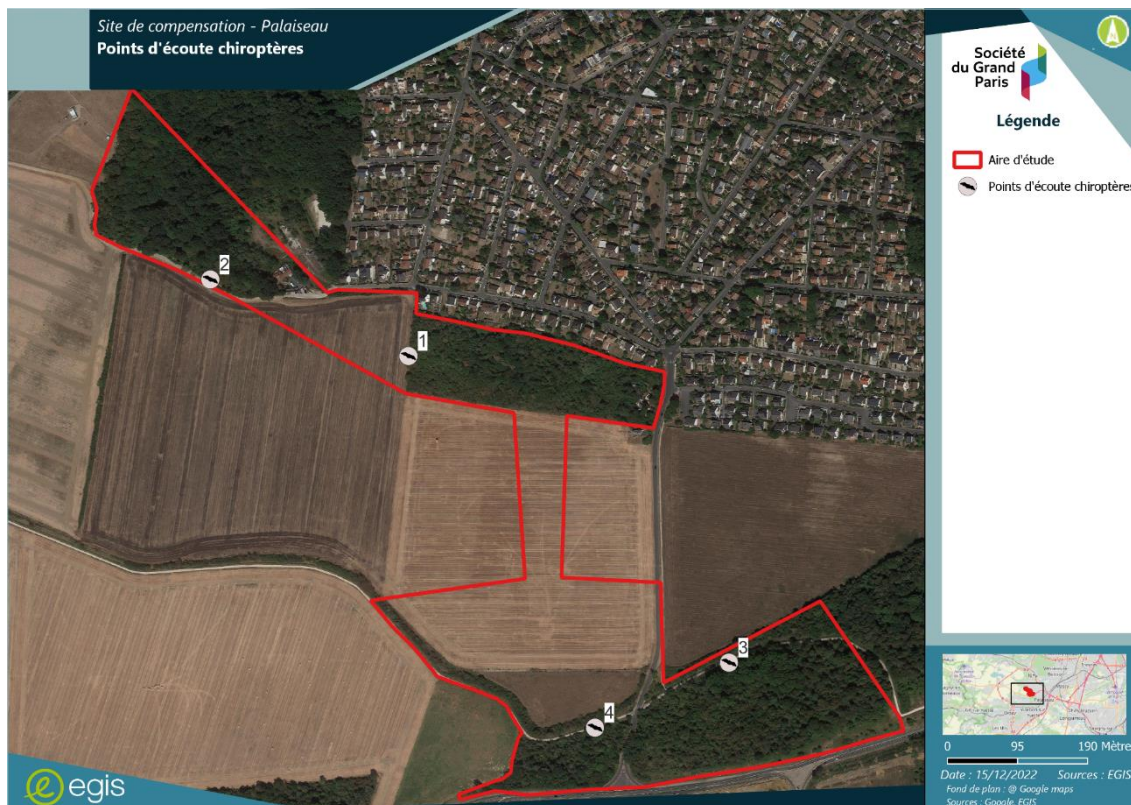 Site de compensation - Palaiseau
Points d'écoute chiroptères
Société
du Grand
Paris
Légende
Aire d'étude
Points d'écoute chiroptères
2
1
3
4
0 95 190 Mètre
Date : 15/12/2022 Sources : EGIS
Fond de plan : @ Google maps
Sources : Google, EGIS
egis